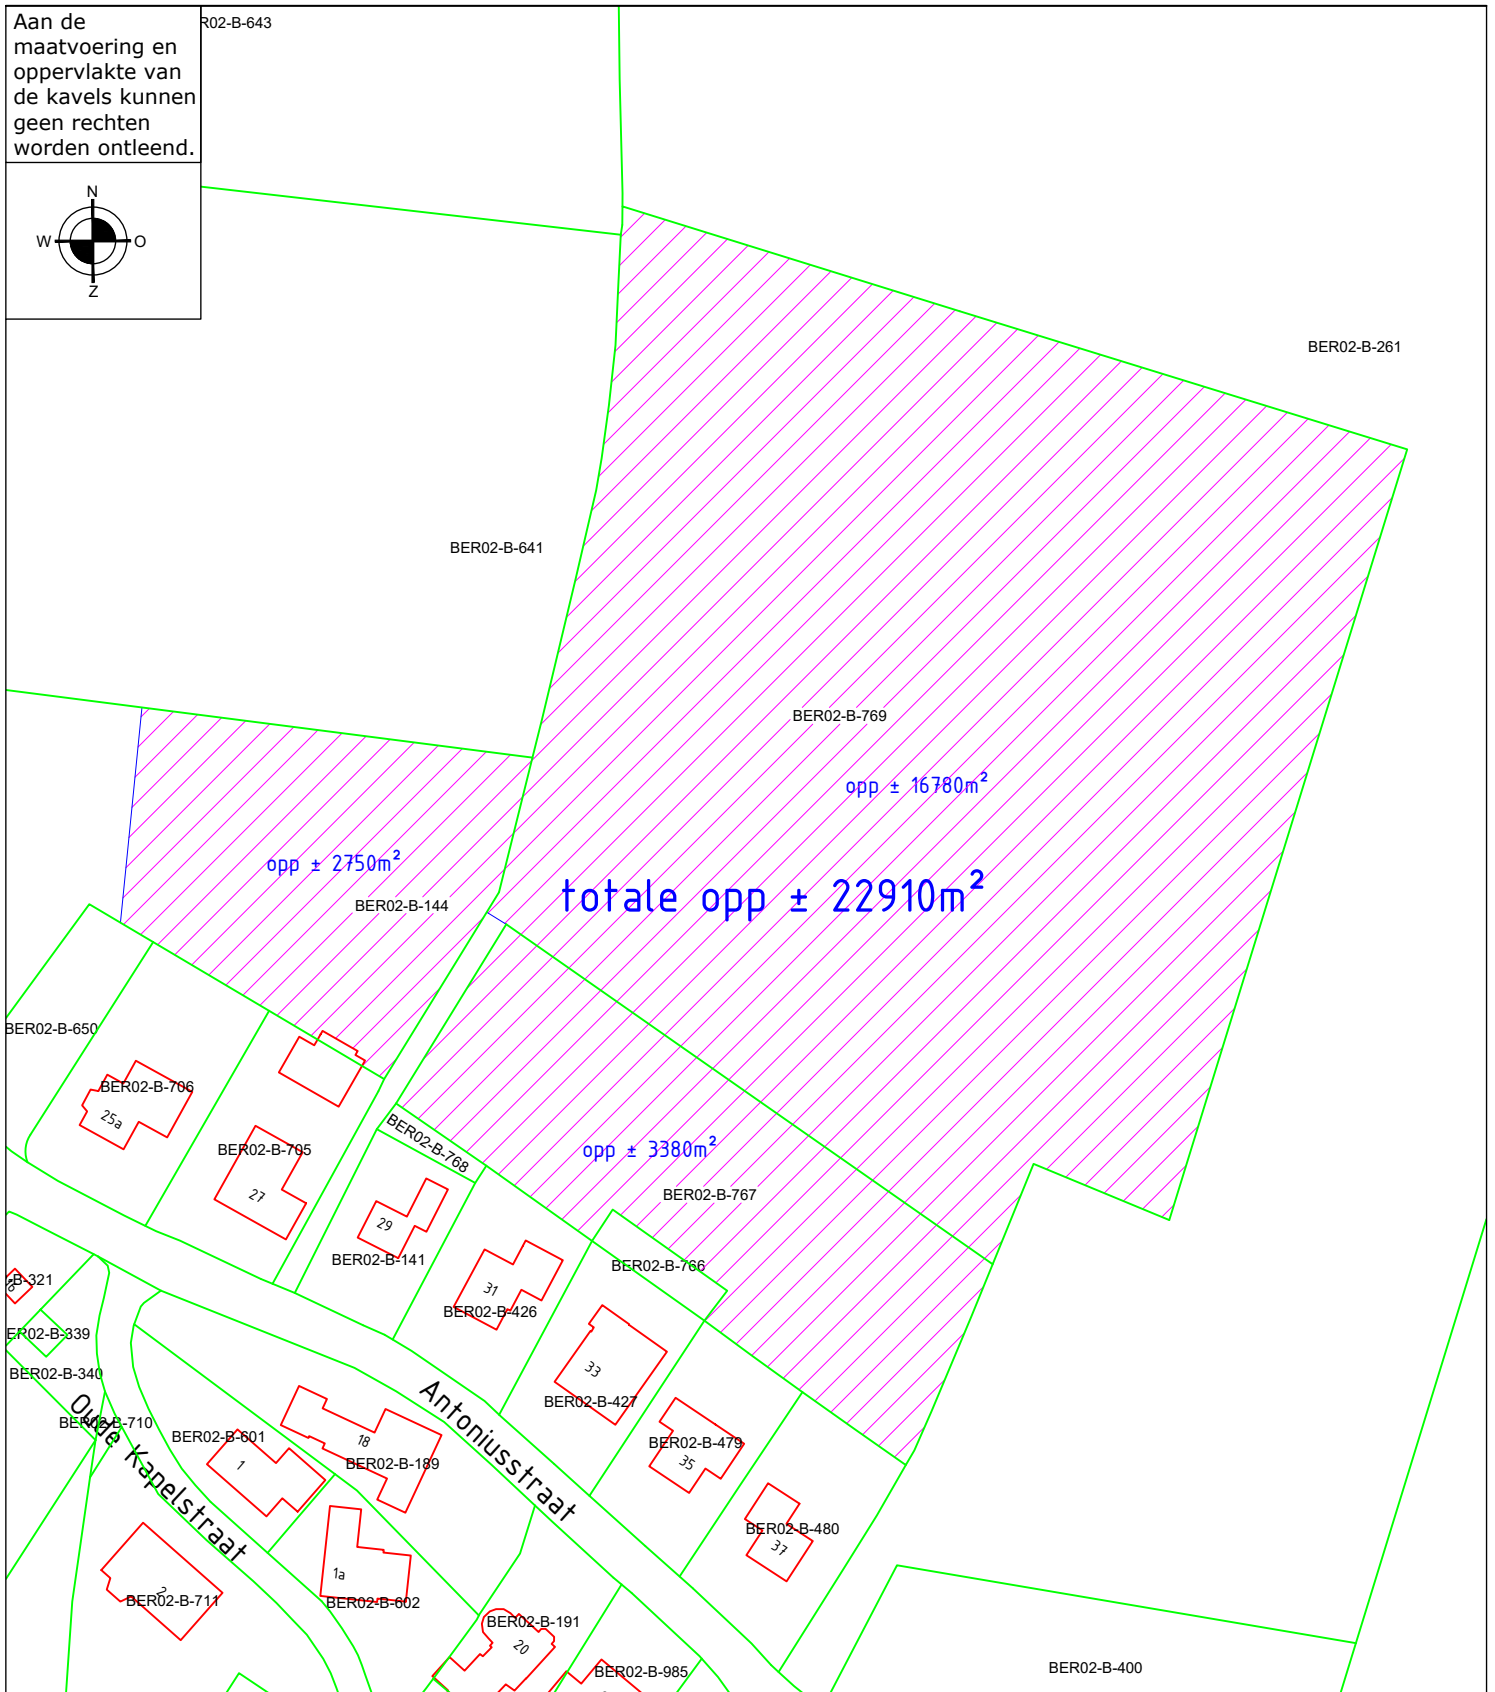 Aan de
maatvoering en
oppervlakte van
de kavels kunnen
geen rechten
worden ontleend.
R02-B-643
N
W O
Z
BER02-B-261
BER02-B-641
BER02-B-769
opp ± 16780m²
opp ± 2750m²
totale opp ± 22910m²
BER02-B-144
BER02-B-650
BER02-B-706
25a
BER02-B-768
opp ± 3380m²
BER02-B-705
27
BER02-B-767
29
BER02-B-141
BER02-B-766
31
BER02-B-426
-B-321
16
ER02-B-339
BER02-B-340
33
BER02-B-427
Antoniusstraat
Oude Kapelstraat
BER02-B-710
BER02-B-601
1
18
BER02-B-189
BER02-B-479
35
BER02-B-480
37
1a
BER02-B-602
2
BER02-B-711
BER02-B-191
20
BER02-B-985
BER02-B-400